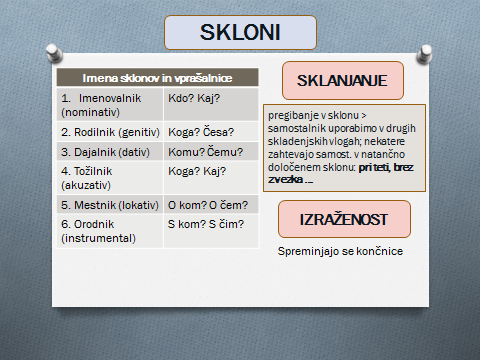 SKLONI
Imena sklonov in vprašalnice
1. Imenovalnik Kdo? Kaj?
(nominativ)
2. Rodilnik (genitiv) Koga? Česa?
3. Dajalnik (dativ) Komu? Čemu?
4. Tožilnik Koga? Kaj?
(akuzativ)
5. Mestnik (lokativ) O kom? O čem?
6. Orodnik S kom? S čim?
(instrumental)
SKLANJANJE
pregibanje v sklonu >
samostalnik uporabimo v drugih
skladenjskih vlogah; nekatere
zahtevajo samost. v natančno
določenem sklonu: pri teti, brez
zvezka ...
IZRAŽENOST
Spreminjajo se končnice